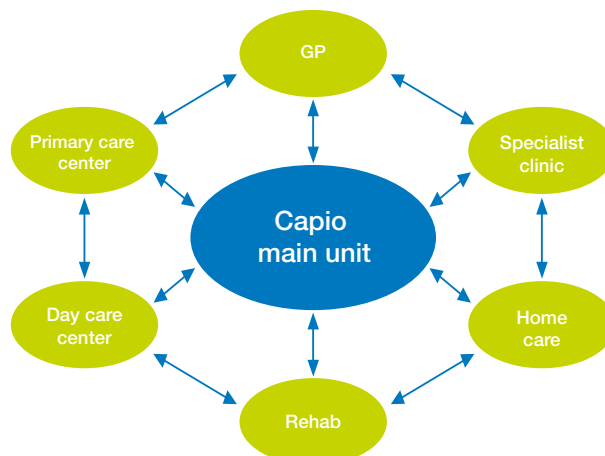 GP
Primary care
center
Specialist
clinic
Capio
main unit
Day care
center
Home
care
Rehab